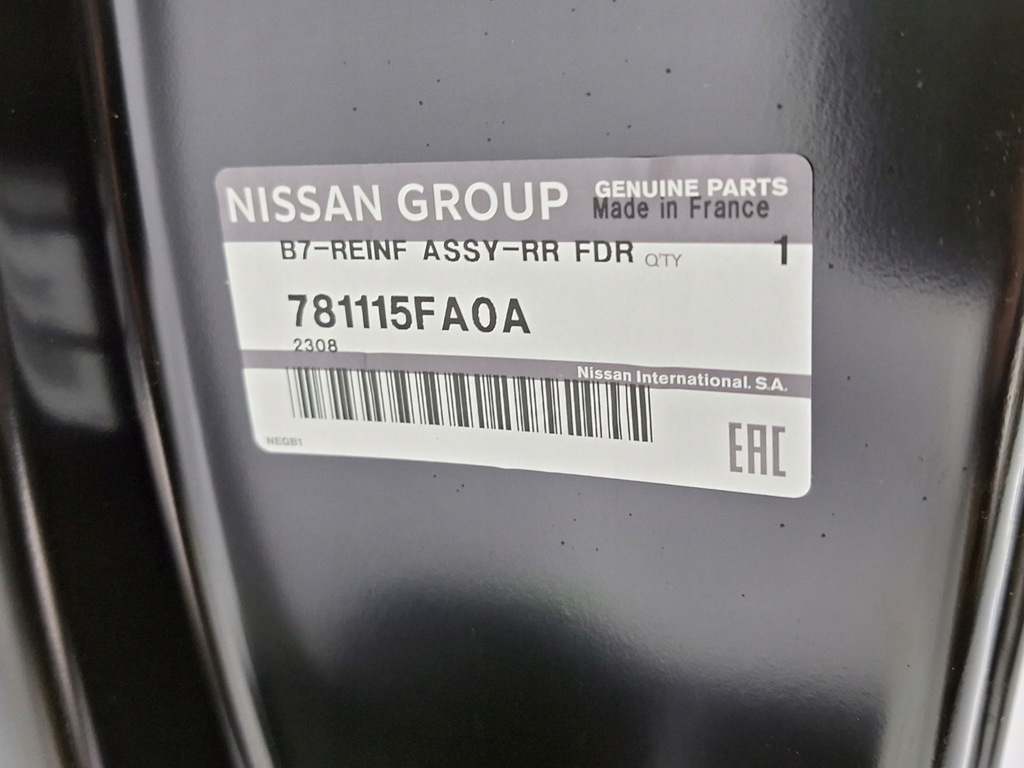 NISSAN GROUP
GENUINE PARTS
Made in France
B7-REINF ASSY-RR FDR Q'TY 1
781115FA0A
2308
Nissan International. S.A.
NEGB1
EAC